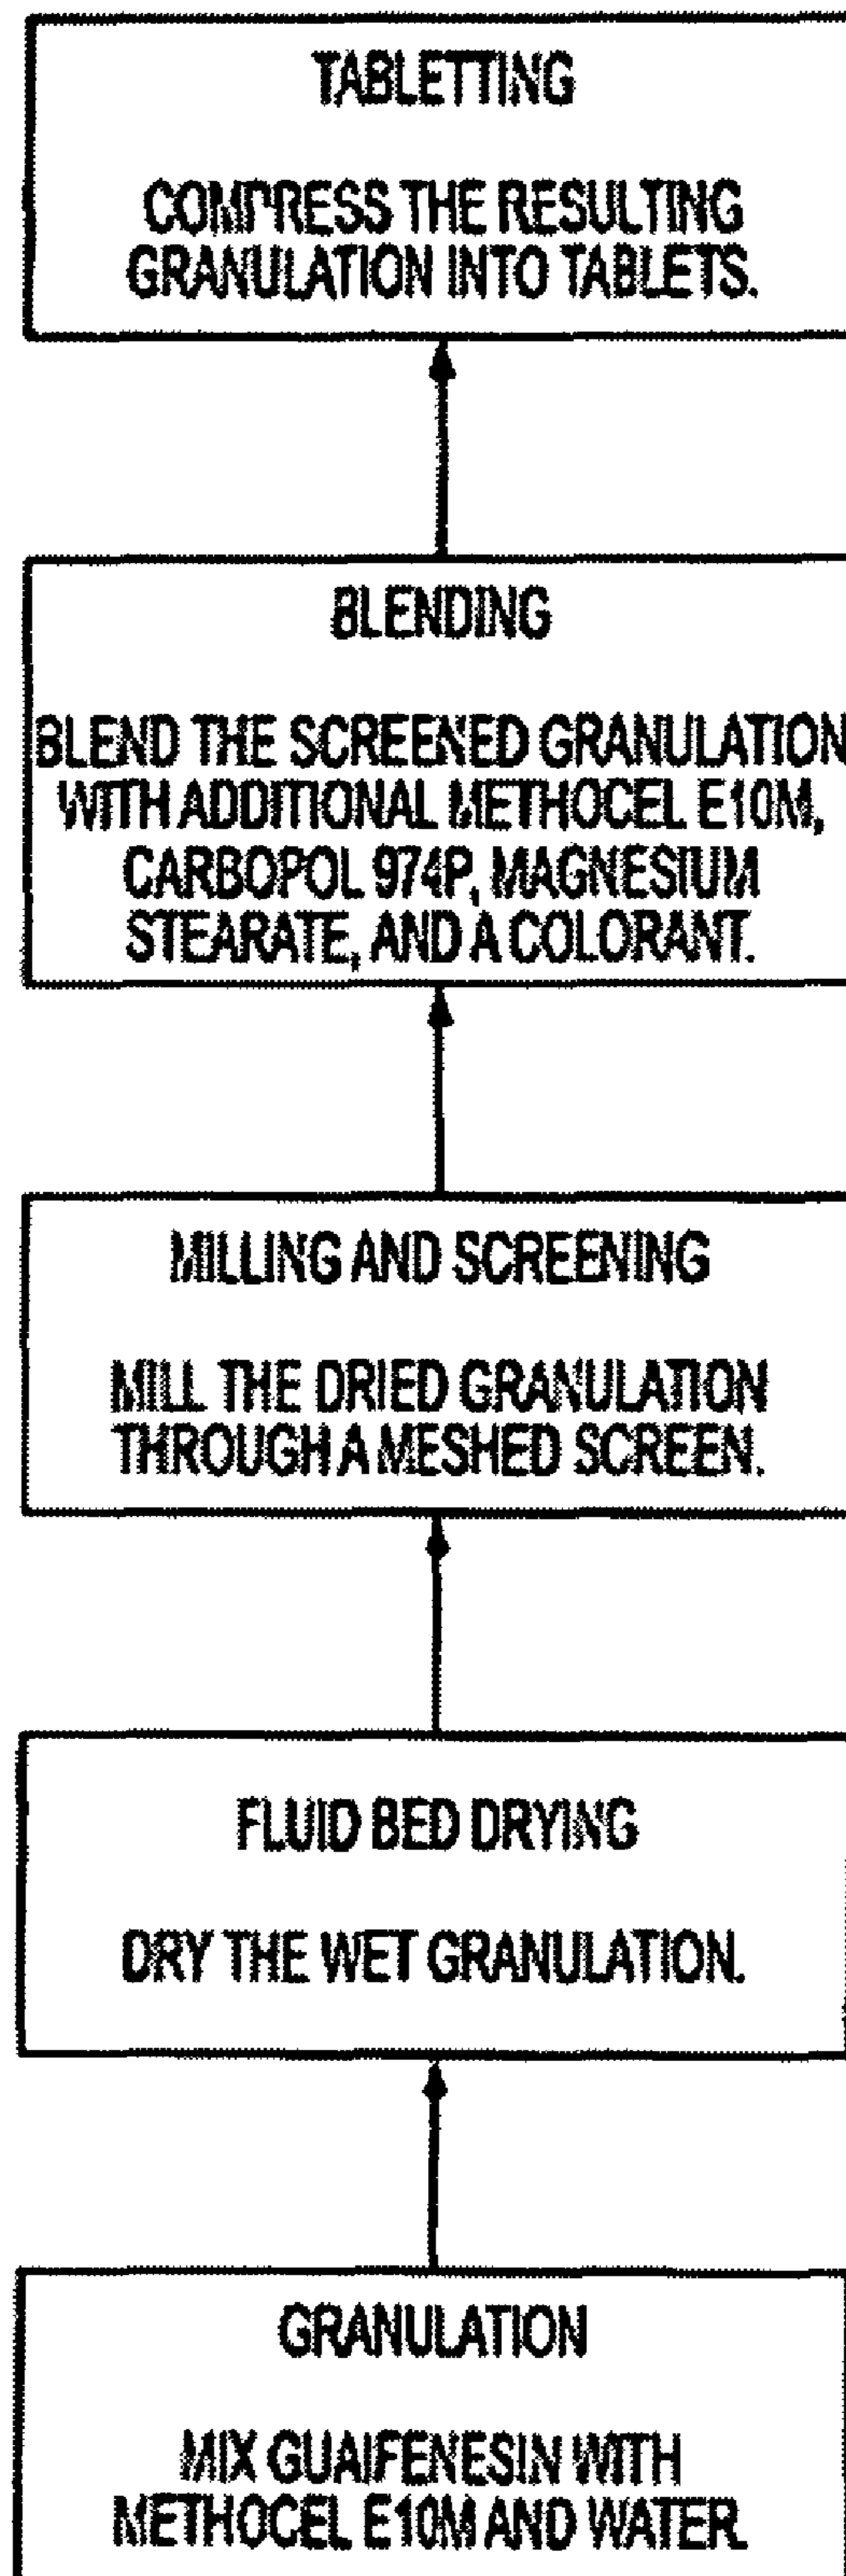 TABLETTING
COMPRESS THE RESULTING
GRANULATION INTO TABLETS.
BLENDING
BLEND THE SCREENED GRANULATION
WITH ADDITIONAL METHOCEL E10M,
CARBOPOL 974P, MAGNESIUM
STEARATE, AND A COLORANT.
MILLING AND SCREENING
MILL THE DRIED GRANULATION
THROUGH A MESHED SCREEN.
FLUID BED DRYING
DRY THE WET GRANULATION.
GRANULATION
MIX GUAIFENESIN WITH
METHOCEL E10M AND WATER.